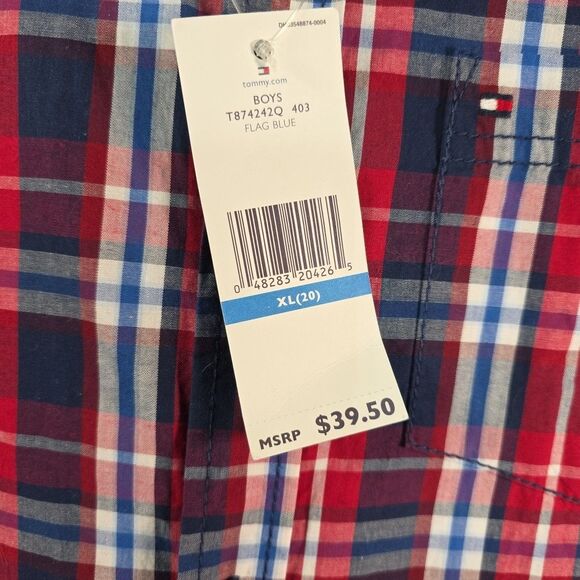 tommy.com
BOYS
T874242Q 403
FLAG BLUE
0 48283 20426 5
XL(20)
MSRP $39.50